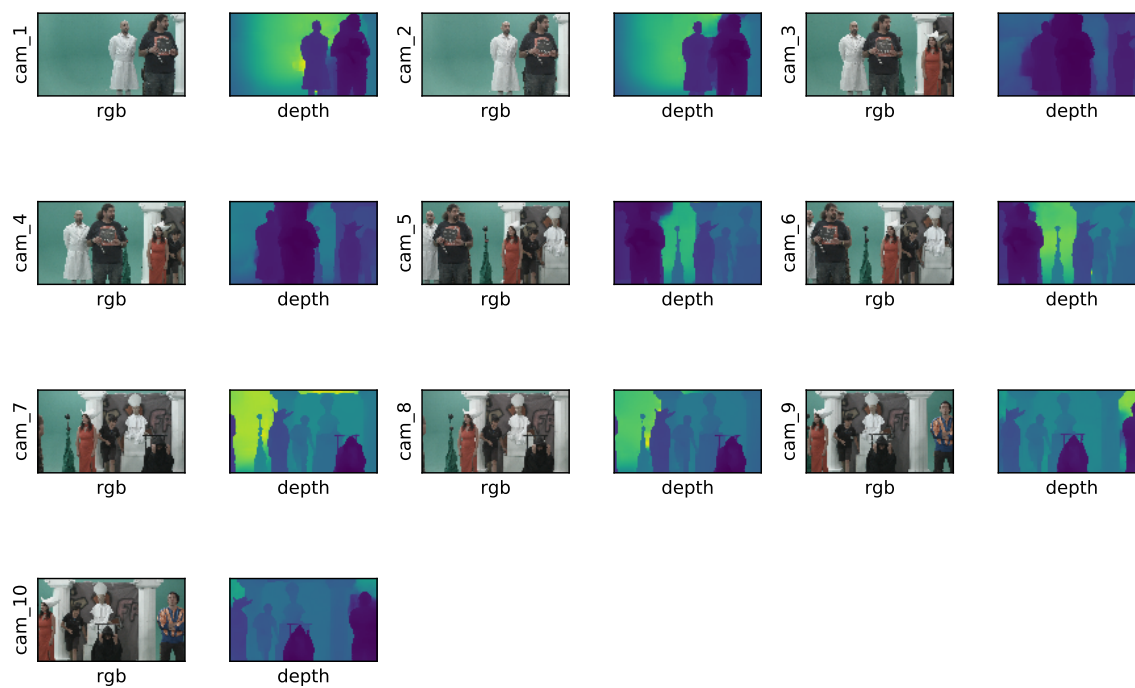 cam_1 rgb depth cam_2 rgb depth cam_3 rgb depth
cam_4 rgb depth cam_5 rgb depth cam_6 rgb depth
cam_7 rgb depth cam_8 rgb depth cam_9 rgb depth
cam_10 rgb depth